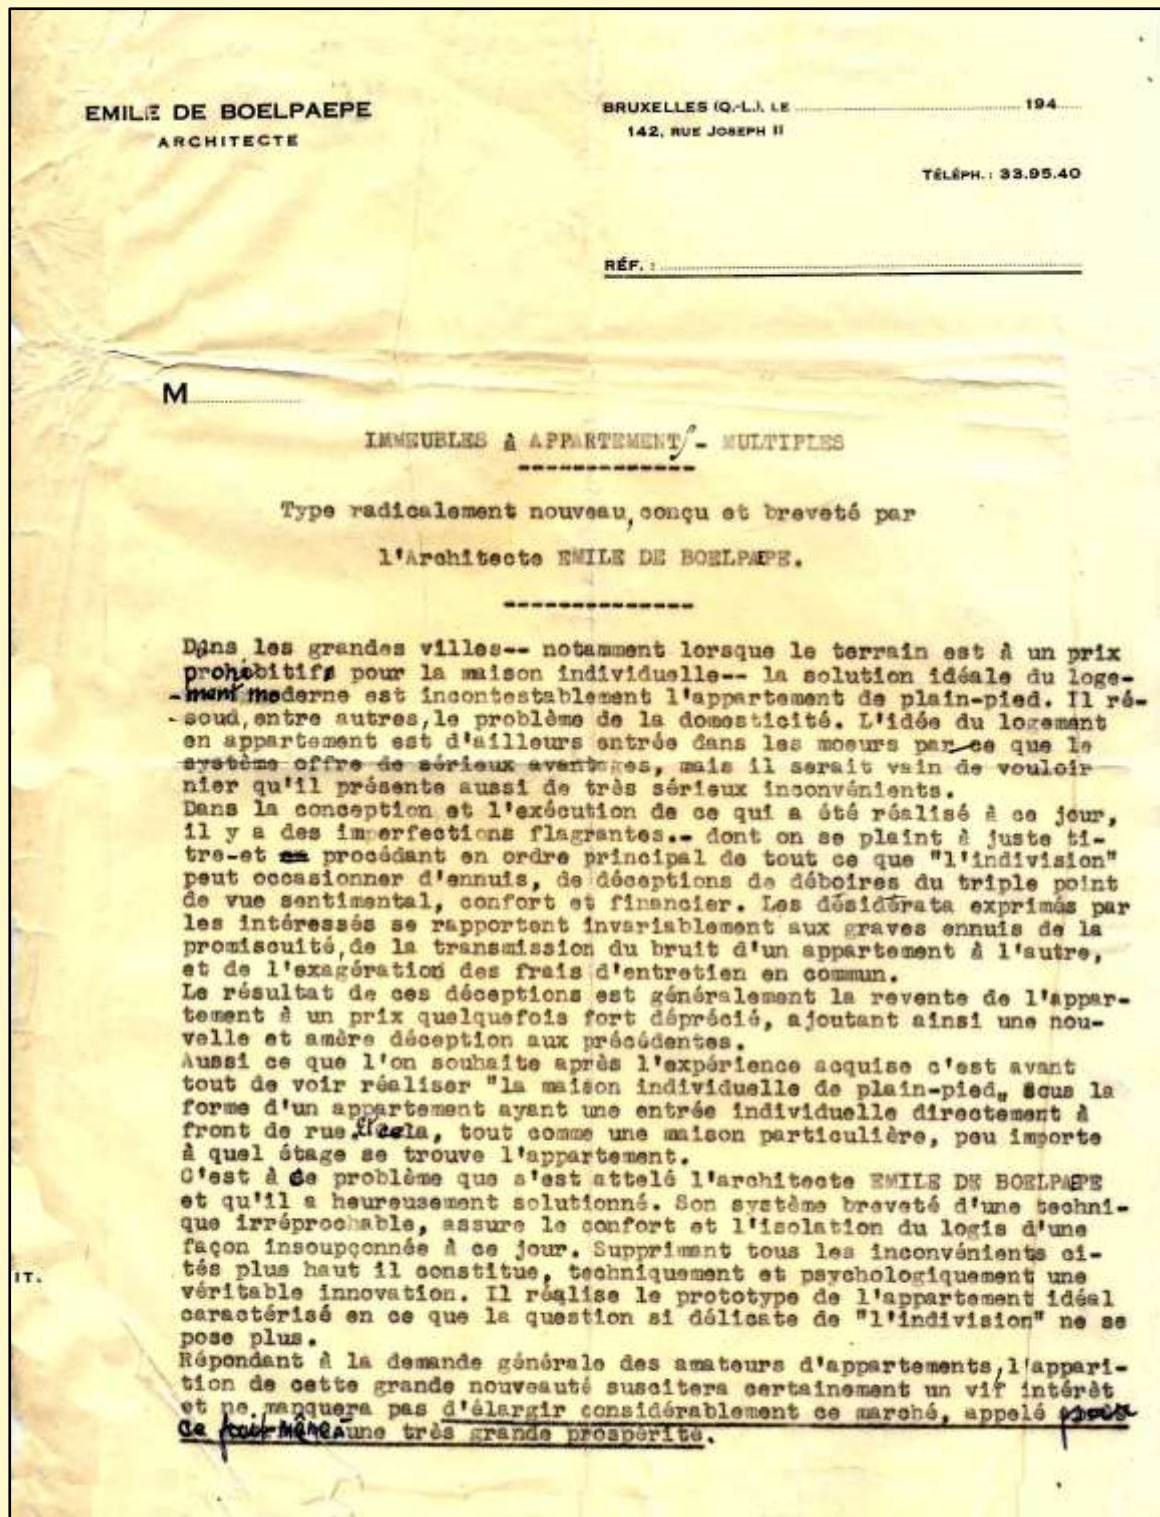 EMILE DE BOELPAEPE
ARCHITECTE
BRUXELLES (Q.-L.), LE ........ 194....
142, RUE JOSEPH II
TÉLÉPH. : 33.95.40
RÉF. : ........
M........
IMMEUBLES à APPARTEMENTS - MULTIPLES
--------------
Type radicalement nouveau, conçu et breveté par
l'Architecte EMILE DE BOELPAEPE.
---------------
Dans les grandes villes-- notamment lorsque le terrain est à un prix
prohibitif pour la maison individuelle-- la solution idéale du loge-
-ment moderne est incontestablement l'appartement de plain-pied. Il ré-
-soud, entre autres, le problème de la domesticité. L'idée du logement
en appartement est d'ailleurs entrée dans les moeurs par ce que le
système offre de sérieux avantages, mais il serait vain de vouloir
nier qu'il présente aussi de très sérieux inconvénients.
Dans la conception et l'exécution de ce qui a été réalisé à ce jour,
il y a des imperfections flagrantes.- dont on se plaint à juste ti-
tre-et procédant en ordre principal de tout ce que "l'indivision"
peut occasionner d'ennuis, de déceptions de déboires du triple point
de vue sentimental, confort et financier. Les désidérata exprimés par
les intéressés se rapportent invariablement aux graves ennuis de la
promiscuité, de la transmission du bruit d'un appartement à l'autre,
et de l'exagération des frais d'entretien en commun.
Le résultat de ces déceptions est généralement la revente de l'appar-
tement à un prix quelquefois fort déprécié, ajoutant ainsi une nou-
velle et amère déception aux précédentes.
Aussi ce que l'on souhaite après l'expérience acquise c'est avant
tout de voir réaliser "la maison individuelle de plain-pied" sous la
forme d'un appartement ayant une entrée individuelle directement à
front de rue. Et cela, tout comme une maison particulière, peu importe
à quel étage se trouve l'appartement.
C'est à ce problème que s'est attelé l'architecte EMILE DE BOELPAEPE
et qu'il a heureusement solutionné. Son système breveté d'une techni-
que irréprochable, assure le confort et l'isolation du logis d'une
façon insoupçonnée à ce jour. Supprimant tous les inconvénients ci-
tés plus haut il constitue, techniquement et psychologiquement une
véritable innovation. Il réalise le prototype de l'appartement idéal
caractérisé en ce que la question si délicate de "l'indivision" ne se
pose plus.
Répondant à la demande générale des amateurs d'appartements, l'appari-
tion de cette grande nouveauté suscitera certainement un vif intérêt
et ne manquera pas d'élargir considérablement ce marché, appelé
ce fait même à une très grande prospérité.
IT.